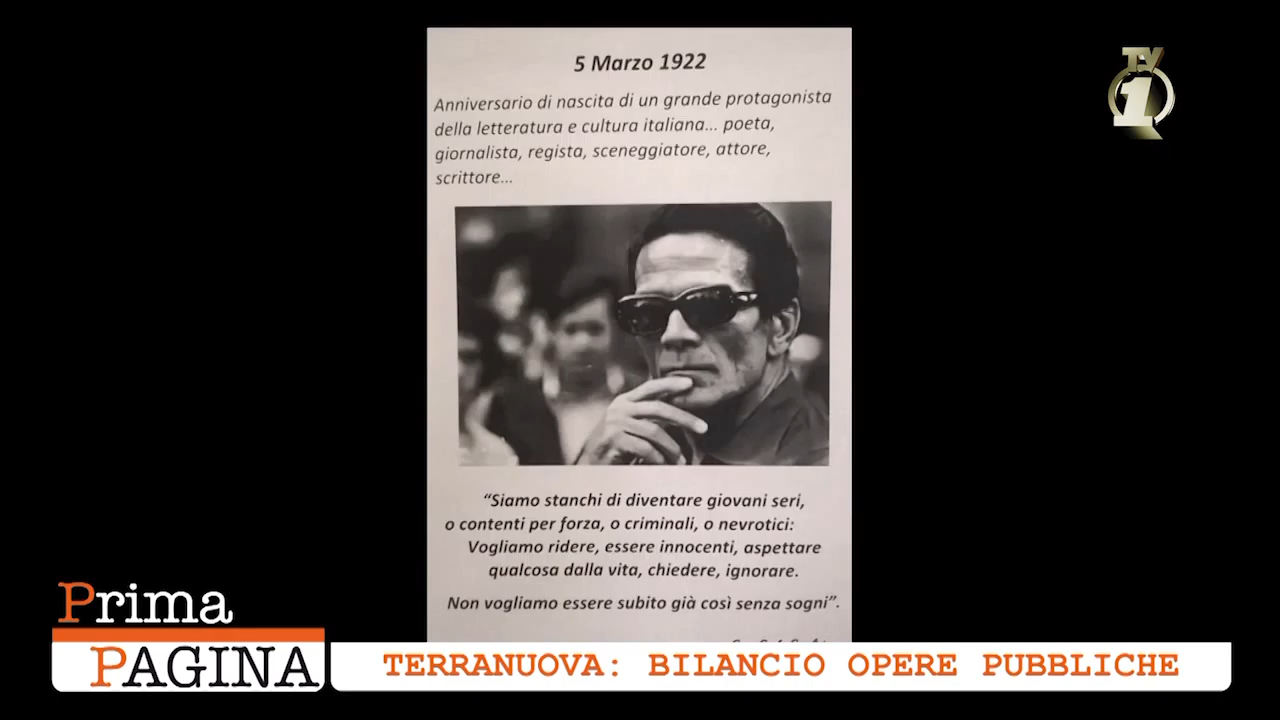 5 Marzo 1922
Anniversario di nascita di un grande protagonista
della letteratura e cultura italiana... poeta,
giornalista, regista, sceneggiatore, attore,
scrittore...
“Siamo stanchi di diventare giovani seri,
o contenti per forza, o criminali, o nevrotici:
Vogliamo ridere, essere innocenti, aspettare
qualcosa dalla vita, chiedere, ignorare.
Non vogliamo essere subito già così senza sogni”.
TV
1
Prima
PAGINA
TERRANUOVA: BILANCIO OPERE PUBBLICHE